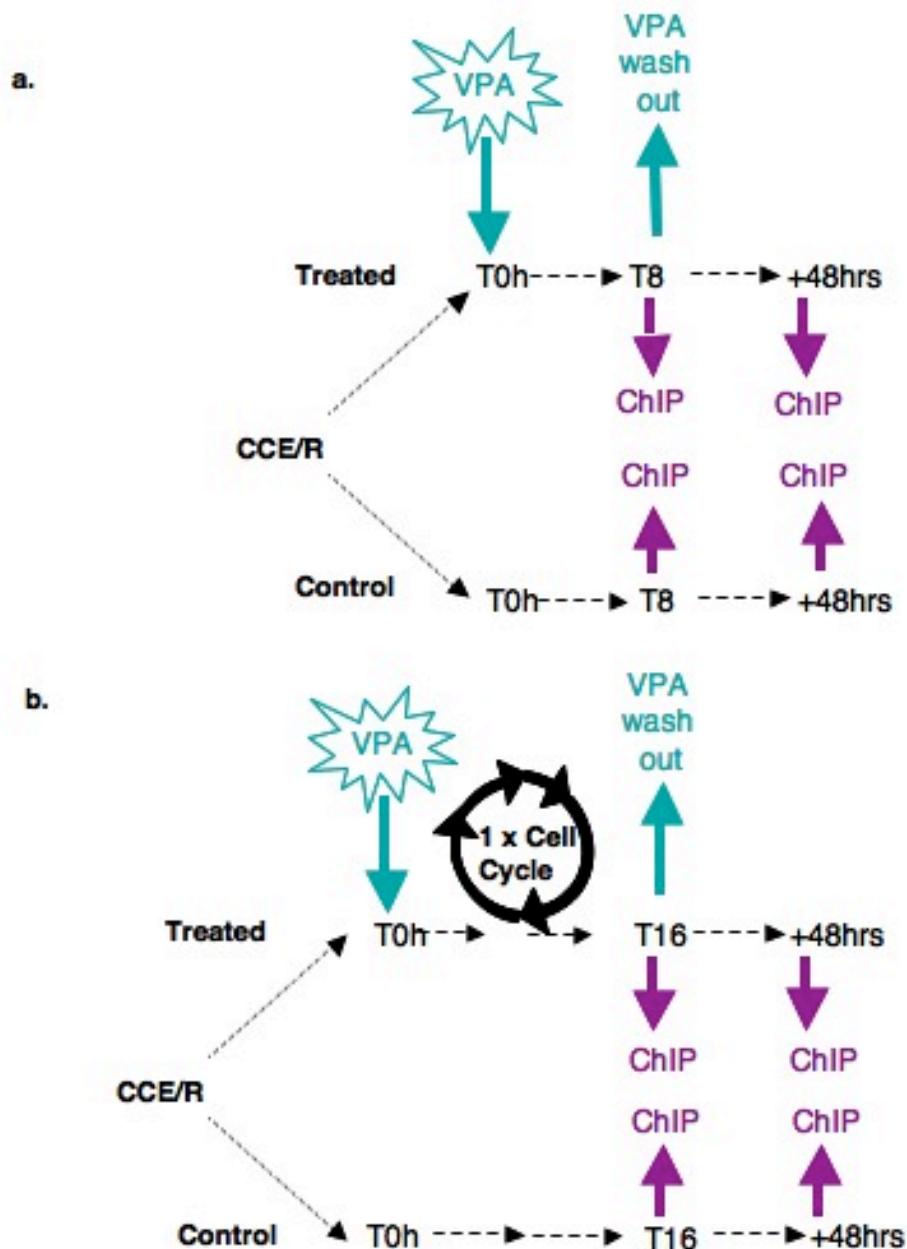 a.
VPA
VPA
wash
out
Treated
T0h
T8
+48hrs
ChIP
ChIP
CCE/R
ChIP
ChIP
Control
T0h
T8
+48hrs
b.
VPA
VPA
wash
out
1 x Cell
Cycle
Treated
T0h
T16
+48hrs
ChIP
ChIP
CCE/R
ChIP
ChIP
Control
T0h
T16
+48hrs